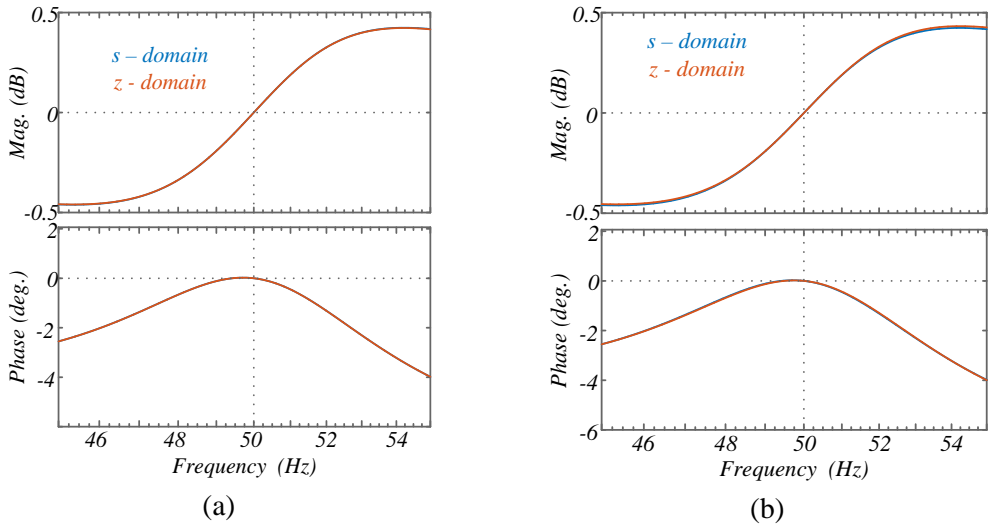 0.5
s – domain
z - domain
Mag. (dB)
0
-0.5
2
0
Phase (deg.)
-2
-4
46 48 50 52 54
Frequency (Hz)
(a)
0.5
s – domain
z - domain
Mag. (dB)
0
-0.5
2
0
Phase (deg.)
-2
-4
-6
46 48 50 52 54
Frequency (Hz)
(b)